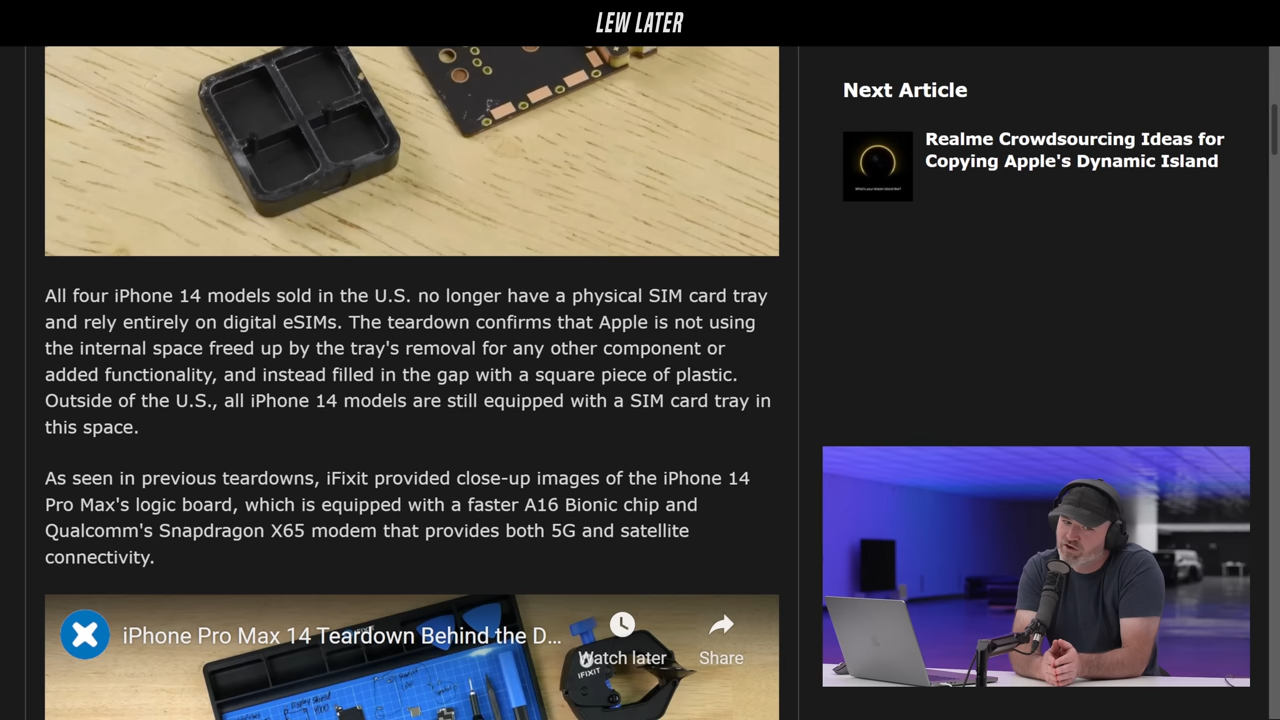 LEW LATER
All four iPhone 14 models sold in the U.S. no longer have a physical SIM card tray
and rely entirely on digital eSIMs. The teardown confirms that Apple is not using
the internal space freed up by the tray's removal for any other component or
added functionality, and instead filled in the gap with a square piece of plastic.
Outside of the U.S., all iPhone 14 models are still equipped with a SIM card tray in
this space.
As seen in previous teardowns, iFixit provided close-up images of the iPhone 14
Pro Max's logic board, which is equipped with a faster A16 Bionic chip and
Qualcomm's Snapdragon X65 modem that provides both 5G and satellite
connectivity.
iPhone Pro Max 14 Teardown Behind the D...
Watch later
Share
IFIXIT
Next Article
Realme Crowdsourcing Ideas for
Copying Apple's Dynamic Island